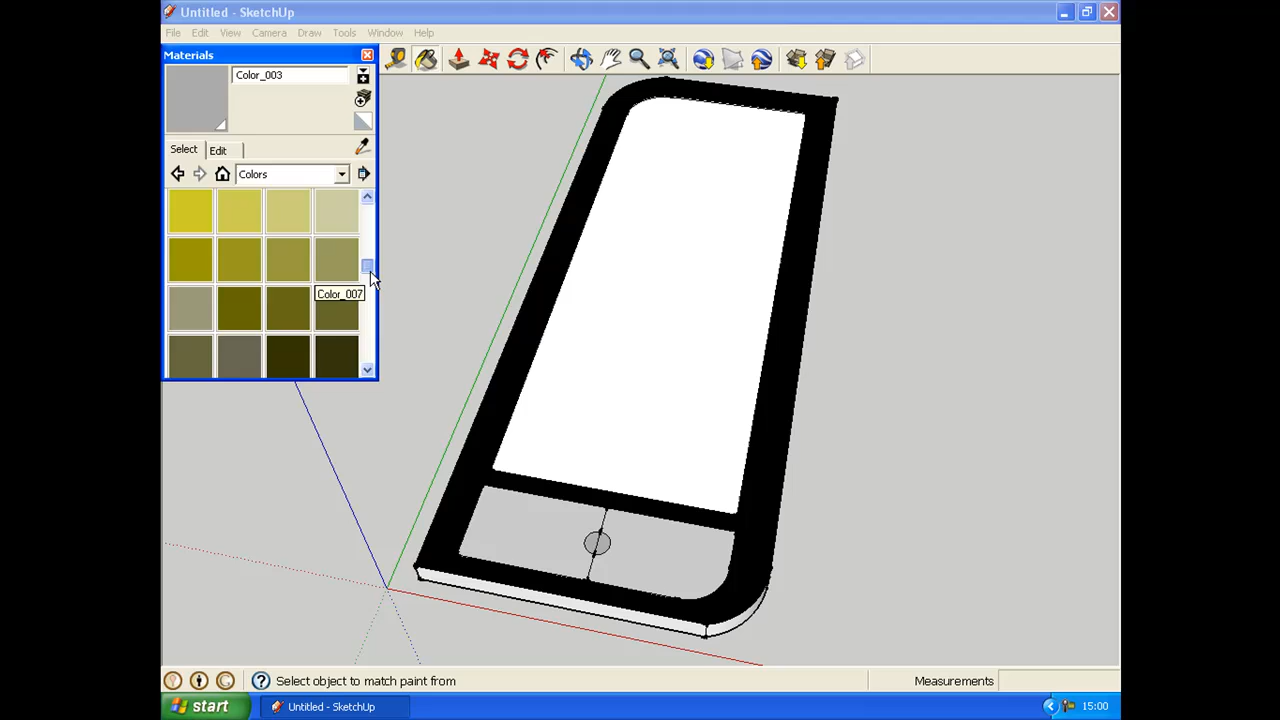 Untitled - SketchUp
File Edit View Camera Draw Tools Window Help
Materials
Color_003
Select Edit
Colors
Color_007
Select object to match paint from
Measurements
start Untitled - SketchUp 15:00